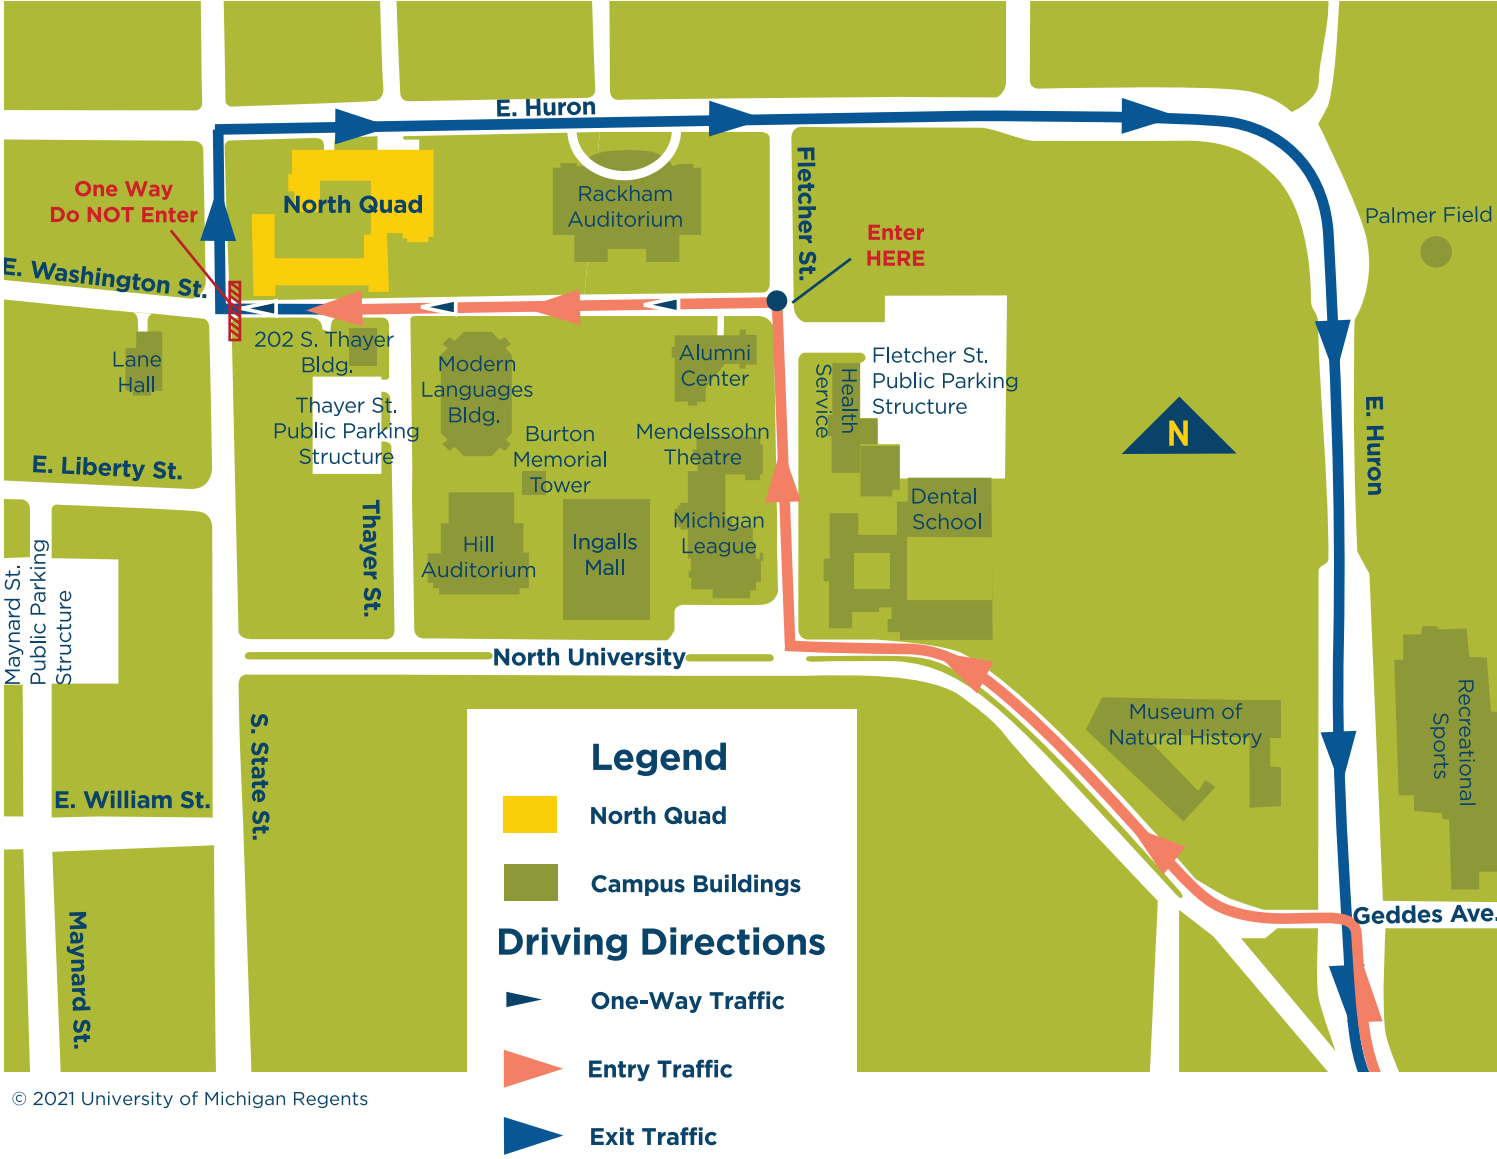 E. Huron
One Way
Do NOT Enter
North Quad
Rackham
Auditorium
Fletcher St.
Enter
HERE
Palmer Field
E. Washington St.
Lane
Hall
202 S. Thayer
Bldg.
Modern
Languages
Bldg.
Alumni
Center
Health
Service
Fletcher St.
Public Parking
Structure
N
E. Huron
Thayer St.
Public Parking
Structure
Burton
Memorial
Tower
Mendelssohn
Theatre
E. Liberty St.
Thayer St.
Hill
Auditorium
Ingalls
Mall
Michigan
League
Dental
School
Maynard St.
Public Parking
Structure
North University
S. State St.
Museum of
Natural History
Recreational
Sports
E. William St.
Maynard St.
Geddes Ave.
Legend
North Quad
Campus Buildings
Driving Directions
One-Way Traffic
Entry Traffic
Exit Traffic
© 2021 University of Michigan Regents